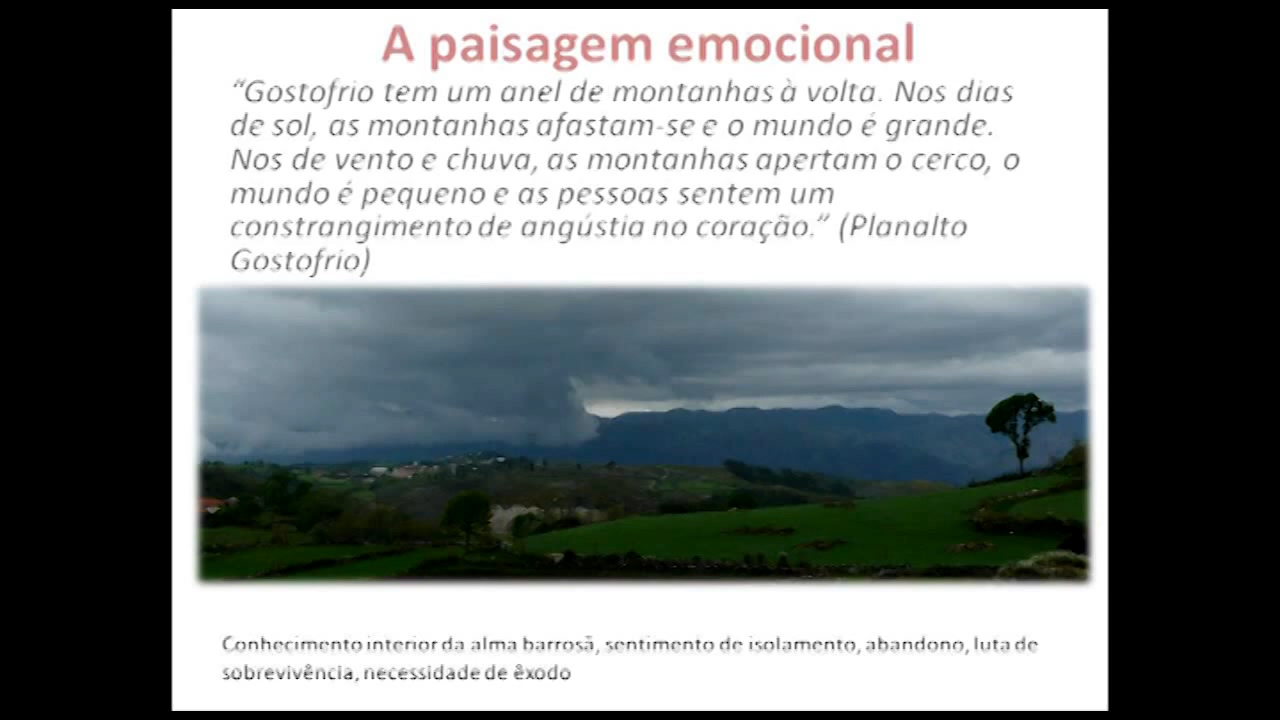 A paisagem emocional
“Gostofrio tem um anel de montanhas à volta. Nos dias
de sol, as montanhas afastam-se e o mundo é grande.
Nos de vento e chuva, as montanhas apertam o cerco, o
mundo é pequeno e as pessoas sentem um
constrangimento de angústia no coração.” (Planalto
Gostofrio)
Conhecimento interior da alma barrosã, sentimento de isolamento, abandono, luta de
sobrevivência, necessidade de êxodo